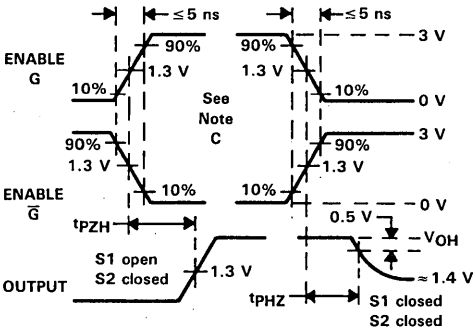 ≤5 ns ≤5 ns
ENABLE G
90% 90% 3 V
1.3 V 1.3 V
10% 10% 0 V
See Note C
ENABLE G̅
90% 90% 3 V
1.3 V 1.3 V
10% 10% 0 V
tPZH
0.5 V
VOH
OUTPUT
S1 open
S2 closed
1.3 V
≈1.4 V
tPHZ
S1 closed
S2 closed